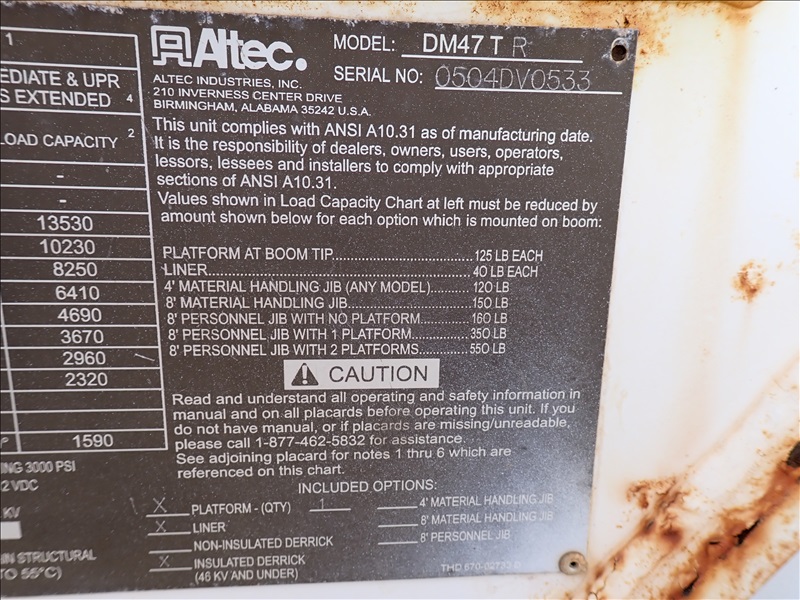 1
EDIATE & UPR
S EXTENDED 4
LOAD CAPACITY 2
-
-
13530
10230
8250
6410
4690
3670
2960
2320
1590
NG 3000 PSI
2 VDC
KV
IN STRUCTURAL
TO 55°C)
Altec.
MODEL: DM47 T R
SERIAL NO: 0504DV0533
ALTEC INDUSTRIES, INC.
210 INVERNESS CENTER DRIVE
BIRMINGHAM, ALABAMA 35242 U.S.A.
This unit complies with ANSI A10.31 as of manufacturing date.
It is the responsibility of dealers, owners, users, operators,
lessors, lessees and installers to comply with appropriate
sections of ANSI A10.31.
Values shown in Load Capacity Chart at left must be reduced by
amount shown below for each option which is mounted on boom:
PLATFORM AT BOOM TIP...................125 LB EACH
LINER...................40 LB EACH
4' MATERIAL HANDLING JIB (ANY MODEL)..........120 LB
8' MATERIAL HANDLING JIB...................150 LB
8' PERSONNEL JIB WITH NO PLATFORM..........160 LB
8' PERSONNEL JIB WITH 1 PLATFORM..........350 LB
8' PERSONNEL JIB WITH 2 PLATFORMS..........550 LB
CAUTION
Read and understand all operating and safety information in
manual and on all placards before operating this unit. If you
do not have manual, or if placards are missing/unreadable,
please call 1-877-462-5832 for assistance.
See adjoining placard for notes 1 thru 6 which are
referenced on this chart.
INCLUDED OPTIONS:
X PLATFORM - (QTY) 1
X LINER
NON-INSULATED DERRICK
X INSULATED DERRICK
(46 KV AND UNDER)
4' MATERIAL HANDLING JIB
8' MATERIAL HANDLING JIB
8' PERSONNEL JIB
THD